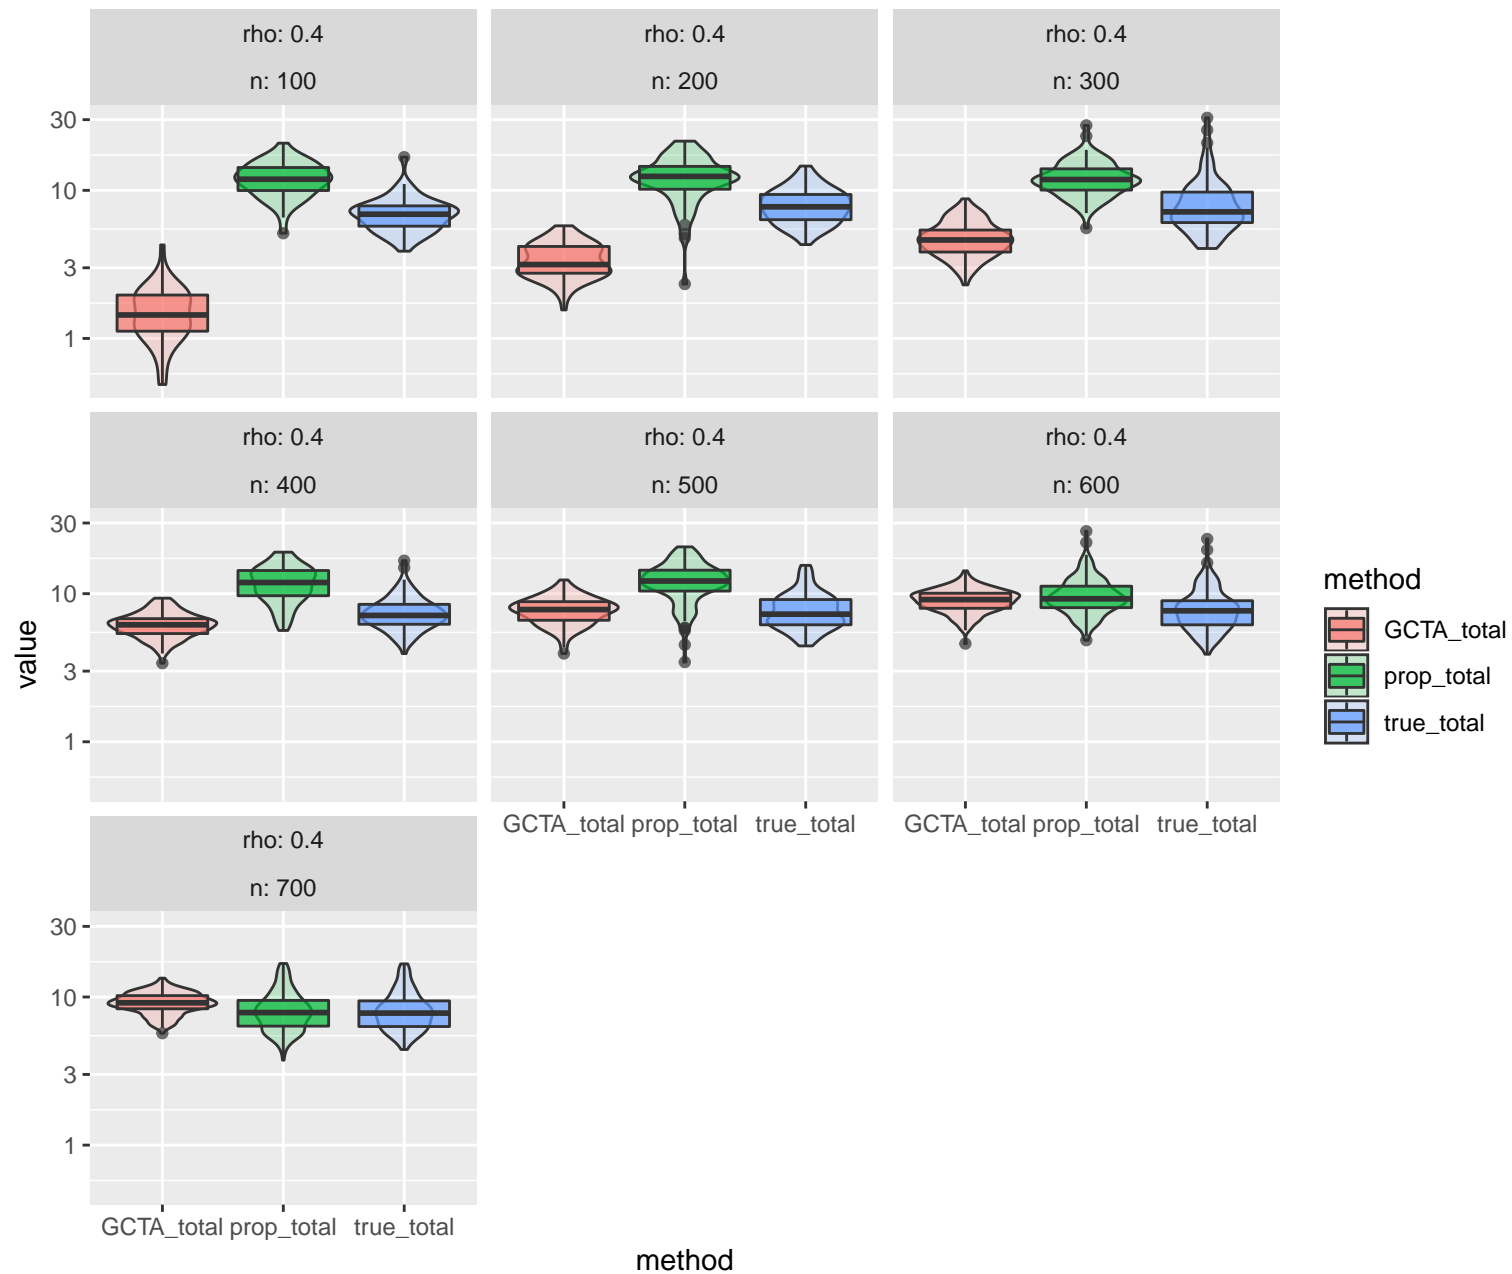 rho: 0.4 rho: 0.4 rho: 0.4
n: 100 n: 200 n: 300
30
10
3
1
rho: 0.4 rho: 0.4 rho: 0.4
n: 400 n: 500 n: 600
30
10
3
1
GCTA_total prop_total true_total GCTA_total prop_total true_total
rho: 0.4
n: 700
30
10
3
1
GCTA_total prop_total true_total
value
method
method
GCTA_total
prop_total
true_total